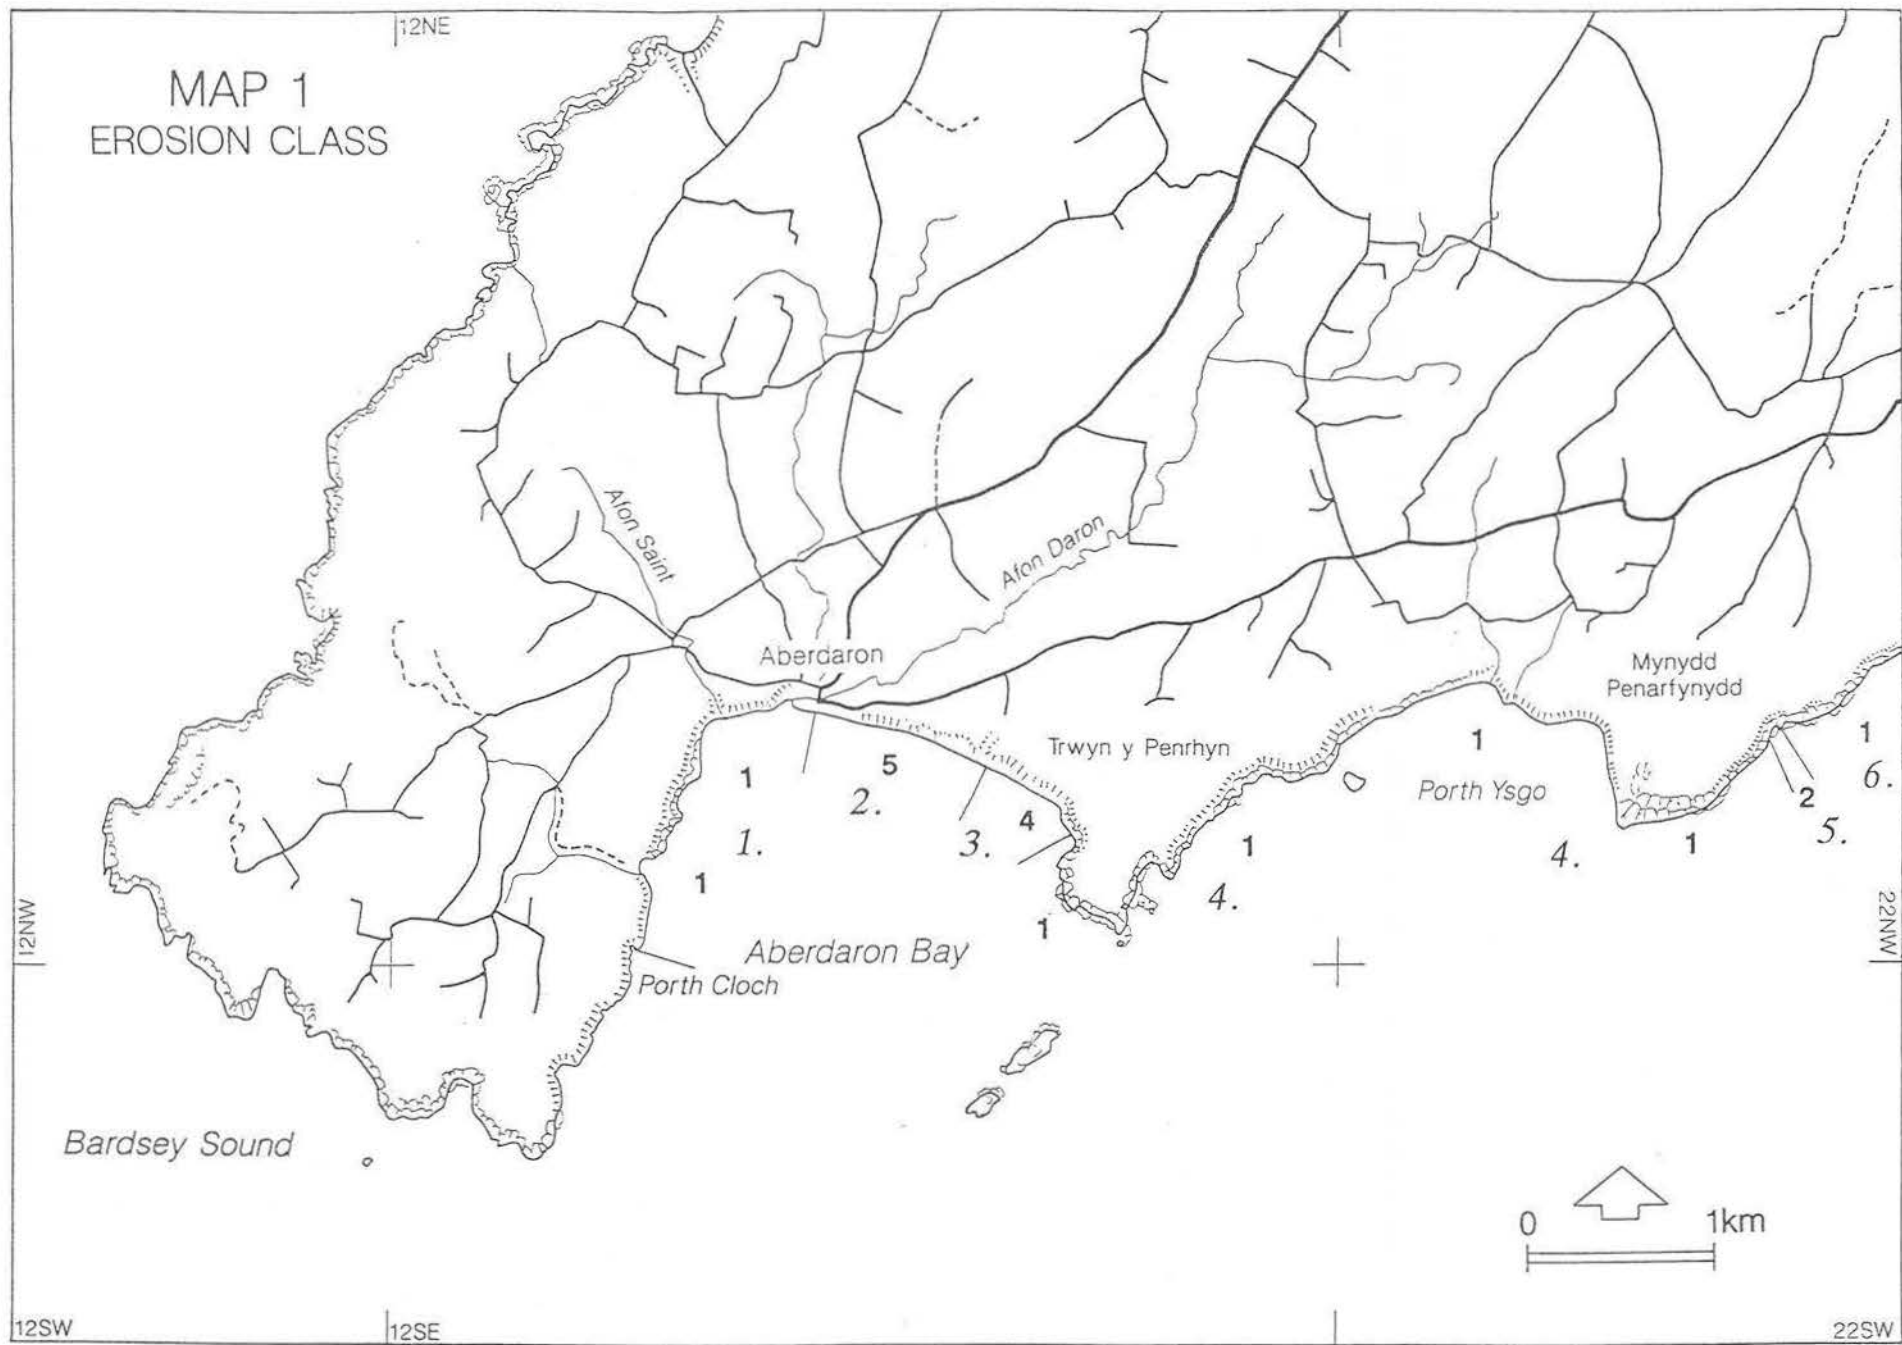 12NE
MAP 1
EROSION CLASS
Afon Saint
Afon Daron
Aberdaron
Mynydd
Penarfynydd
Trwyn y Penrhyn
1
5
4
1
1
2
1
1
1
1
1. 2. 3. 4. 4. 5. 6.
Porth Ysgo
12NW
22NW
Aberdaron Bay
Porth Cloch
Bardsey Sound
0 1km
12SW
12SE
22SW